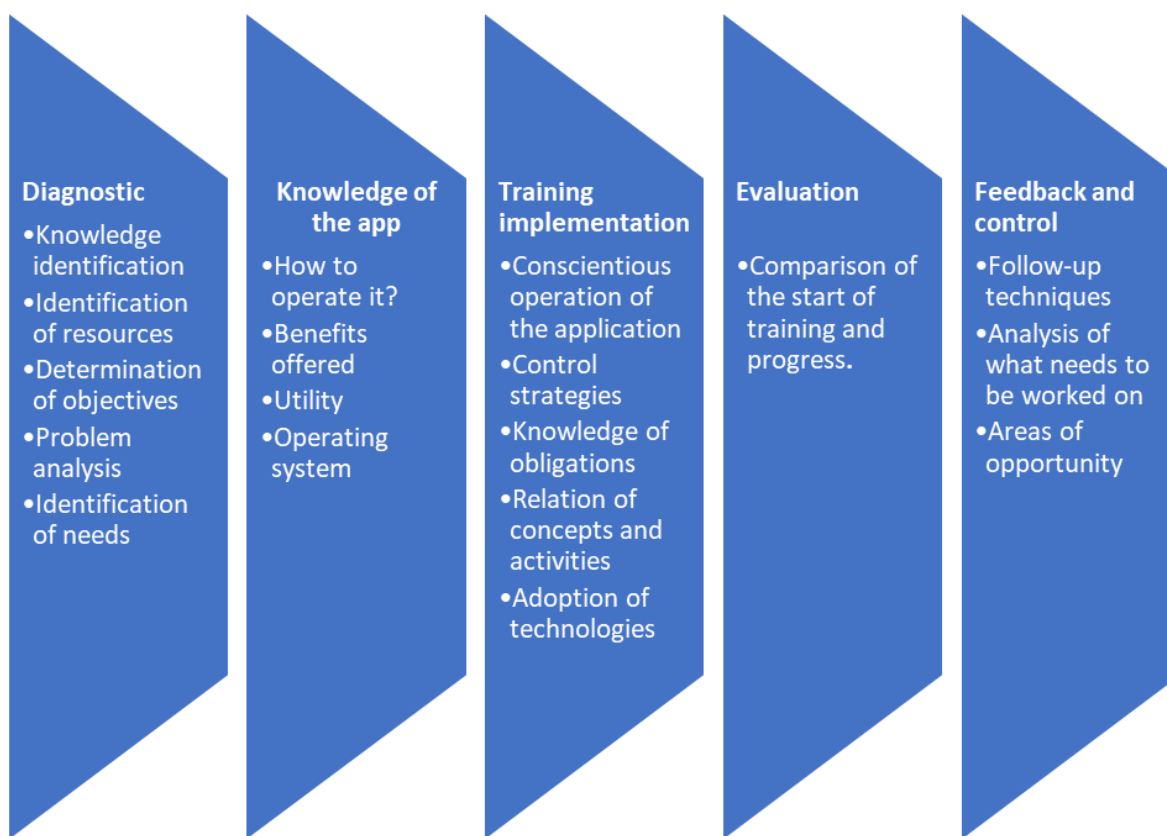 Diagnostic
•Knowledge
identification
•Identification
of resources
•Determination
of objectives
•Problem
analysis
•Identification
of needs
Knowledge of
the app
•How to
operate it?
•Benefits
offered
•Utility
•Operating
system
Training
implementation
•Conscientious
operation of
the application
•Control
strategies
•Knowledge of
obligations
•Relation of
concepts and
activities
•Adoption of
technologies
Evaluation
•Comparison of
the start of
training and
progress.
Feedback and
control
•Follow-up
techniques
•Analysis of
what needs to
be worked on
•Areas of
opportunity